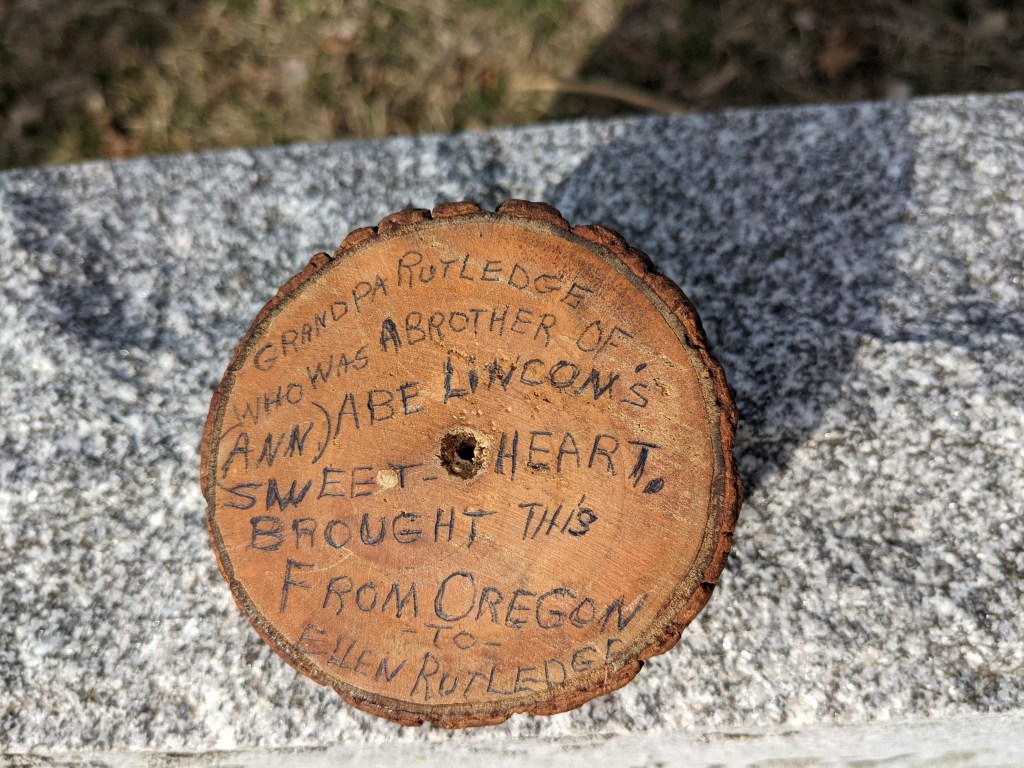 GRANDPA RUTLEDGE
WHO WAS A BROTHER OF
(ANN) ABE LINCON'S
SWEET-HEART,
BROUGHT THIS
FROM OREGON
-TO-
ELLEN RUTLEDGE